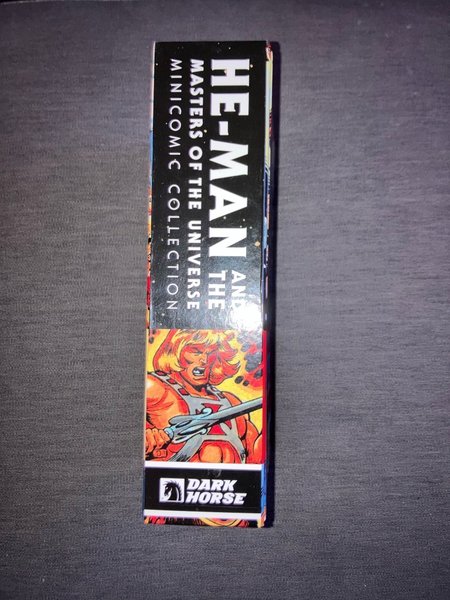 HE-MAN AND THE
MASTERS OF THE UNIVERSE
MINICOMIC COLLECTION
DARK
HORSE